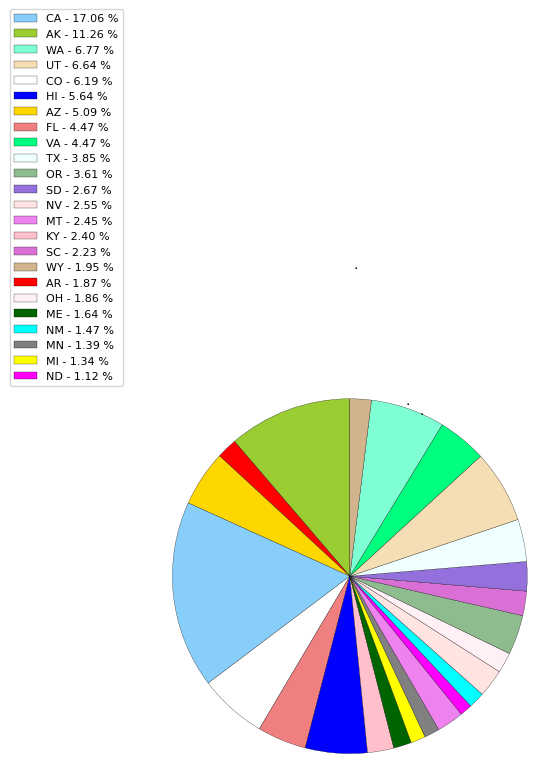 CA - 17.06 %
AK - 11.26 %
WA - 6.77 %
UT - 6.64 %
CO - 6.19 %
HI - 5.64 %
AZ - 5.09 %
FL - 4.47 %
VA - 4.47 %
TX - 3.85 %
OR - 3.61 %
SD - 2.67 %
NV - 2.55 %
MT - 2.45 %
KY - 2.40 %
SC - 2.23 %
WY - 1.95 %
AR - 1.87 %
OH - 1.86 %
ME - 1.64 %
NM - 1.47 %
MN - 1.39 %
MI - 1.34 %
ND - 1.12 %